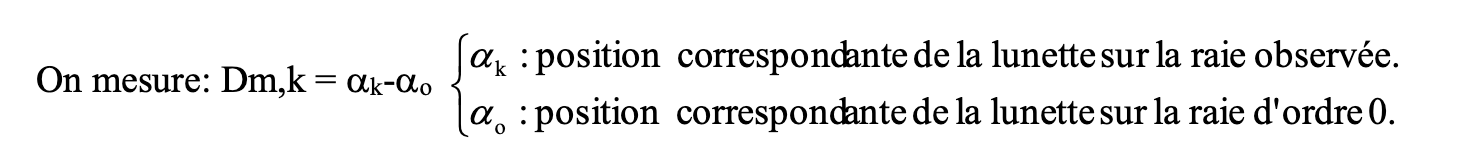 On mesure: Dm,k = αk-αo
αk : position correspondante de la lunette sur la raie observée.
αo : position correspondante de la lunette sur la raie d'ordre 0.